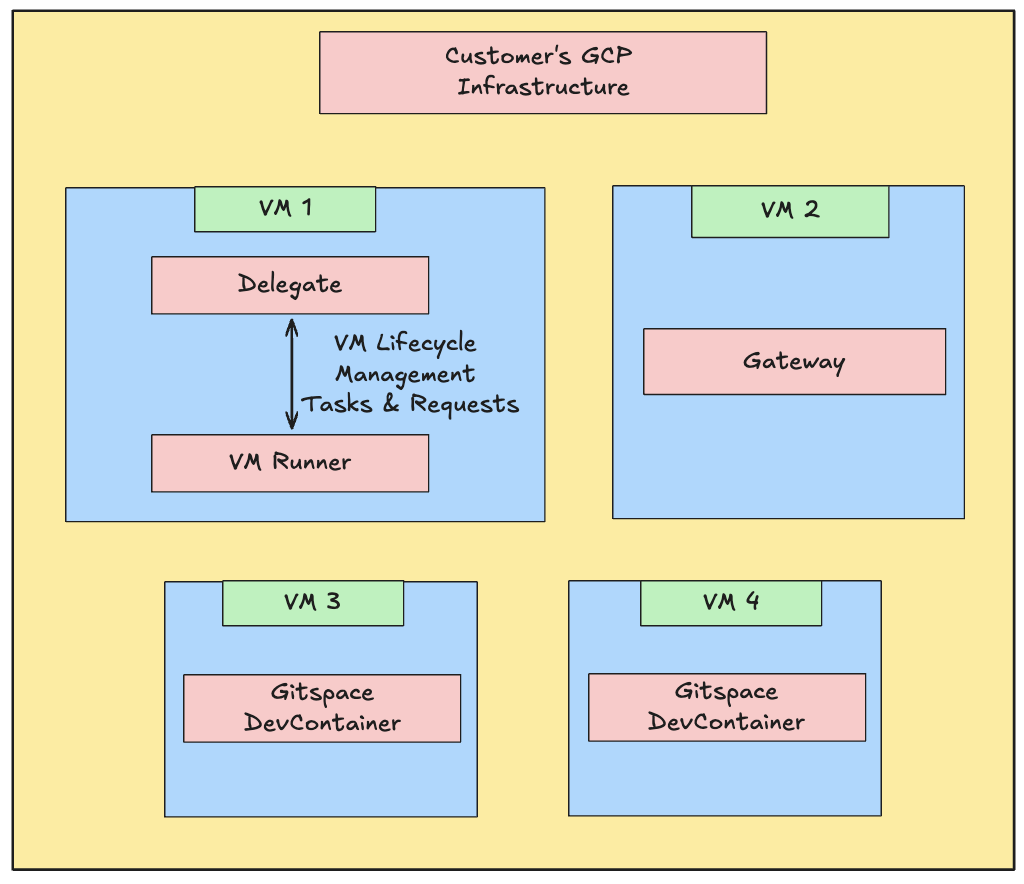 Customer's GCP
Infrastructure
VM 1
VM 2
Delegate
VM Lifecycle
Management
Tasks & Requests
Gateway
VM Runner
VM 3
VM 4
Gitspace
DevContainer
Gitspace
DevContainer